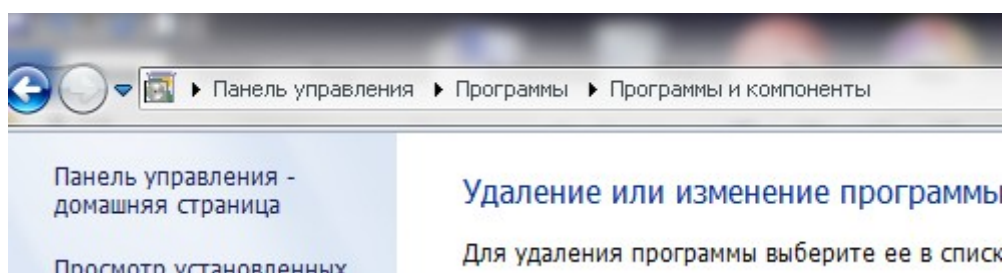 Панель управления Программы Программы и компоненты
Панель управления -
домашняя страница
Удаление или изменение программы
Для удаления программы выберите ее в списк
Просмотр установленных